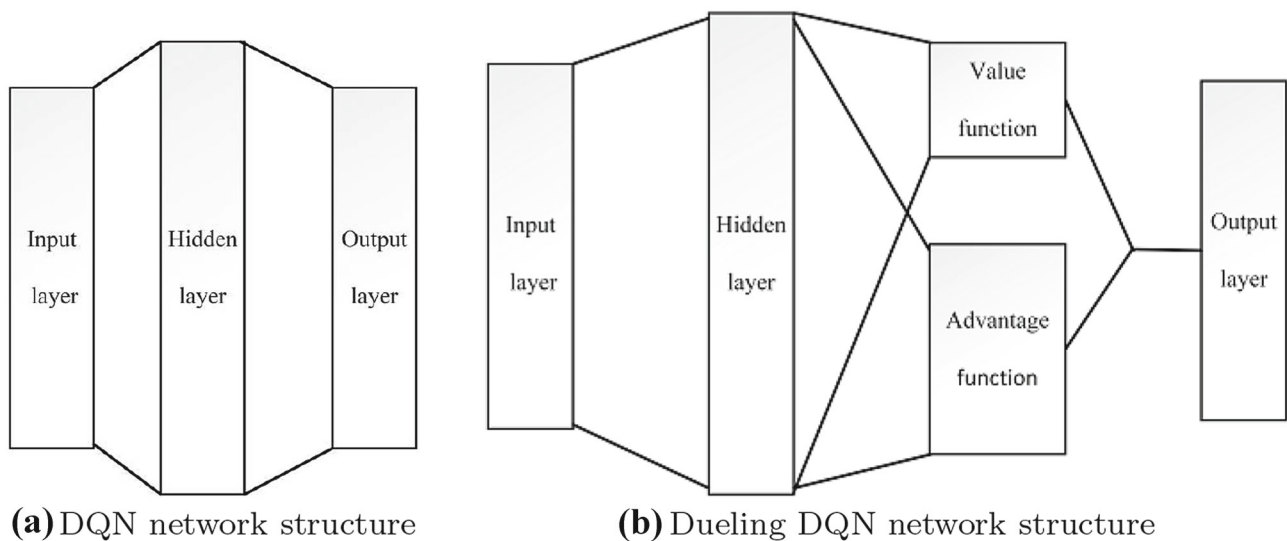 Input
layer
Hidden
layer
Output
layer
(a) DQN network structure
Input
layer
Hidden
layer
Value
function
Advantage
function
Output
layer
(b) Dueling DQN network structure